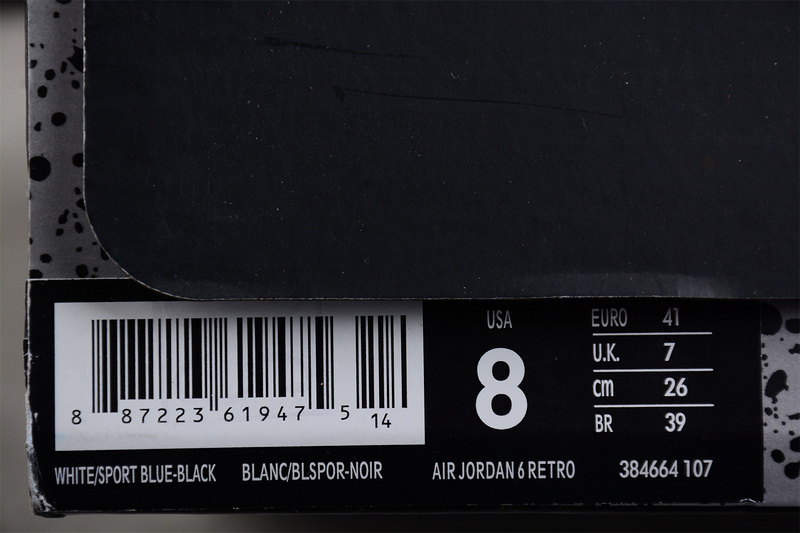 USA
8
EURO 41
U.K. 7
cm 26
BR 39
8 87223 61947 5 14
WHITE/SPORT BLUE-BLACK BLANC/BLSPOR-NOIR AIR JORDAN 6 RETRO 384664 107